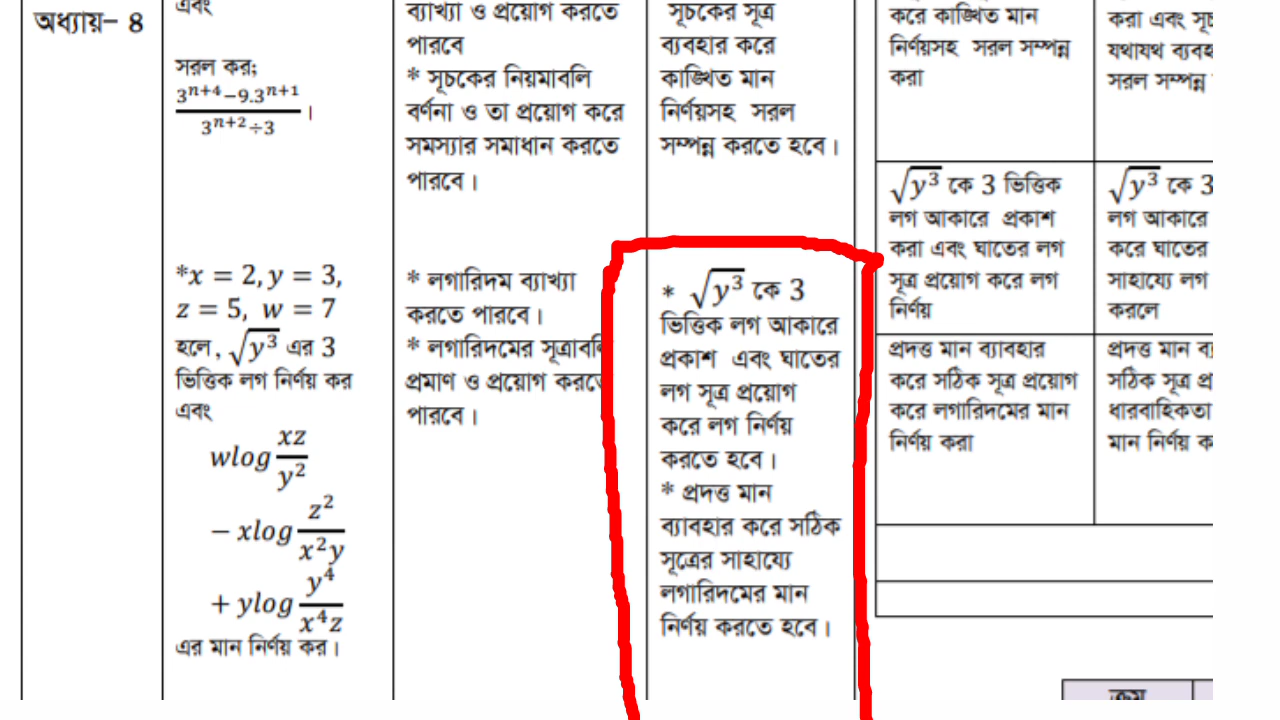 অধ্যায়– 8
এবং
সরল কর;
3ⁿ⁺⁴−9.3ⁿ⁺¹
3ⁿ⁺²÷3 ।
*x = 2, y = 3,
z = 5, w = 7
হলে, √y³ এর 3
ভিত্তিক লগ নির্ণয় কর
এবং
wlog xz/y²
− xlog z²/x²y
+ ylog y⁴/x⁴z
এর মান নির্ণয় কর।
ব্যাখ্যা ও প্রয়োগ করতে
পারবে
* সূচকের নিয়মাবলি
বর্ণনা ও তা প্রয়োগ করে
সমস্যার সমাধান করতে
পারবে।
* লগারিদম ব্যাখ্যা
করতে পারবে।
* লগারিদমের সূত্রাবলি
প্রমাণ ও প্রয়োগ করতে
পারবে।
সূচকের সূত্র
ব্যবহার করে
কাঙ্খিত মান
নির্ণয়সহ সরল
সম্পন্ন করতে হবে।
* √y³ কে 3
ভিত্তিক লগ আকারে
প্রকাশ এবং ঘাতের
লগ সূত্র প্রয়োগ
করে লগ নির্ণয়
করতে হবে।
* প্রদত্ত মান
ব্যাবহার করে সঠিক
সূত্রের সাহায্যে
লগারিদমের মান
নির্ণয় করতে হবে।
করে কাঙ্খিত মান
নির্ণয়সহ সরল সম্পন্ন
করা
√y³ কে 3 ভিত্তিক
লগ আকারে প্রকাশ
করা এবং ঘাতের লগ
সূত্র প্রয়োগ করে লগ
নির্ণয়
প্রদত্ত মান ব্যাবহার
করে সঠিক সূত্র প্রয়োগ
করে লগারিদমের মান
নির্ণয় করা
করা এবং
যথাযথ
সরল সম্পন্ন
√y³ কে 3
লগ আকারে
করে ঘাতের
সাহায্যে লগ
করলে
প্রদত্ত মান
সঠিক সূত্র
ধারবাহিকতা
মান নির্ণয়